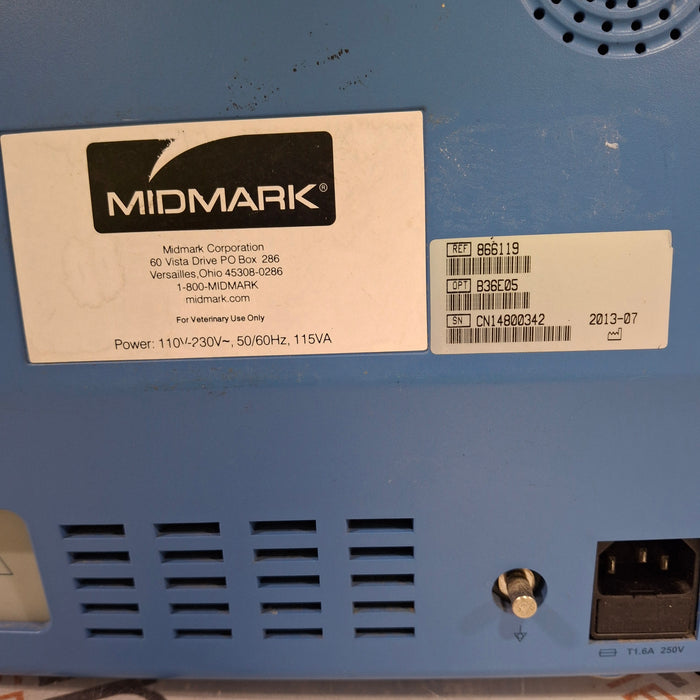 MIDMARK®
Midmark Corporation
60 Vista Drive PO Box 286
Versailles,Ohio 45308-0286
1-800-MIDMARK
midmark.com
For Veterinary Use Only
Power: 110V-230V~, 50/60Hz, 115VA
REF 866119
OPT B36E05
SN CN14800342 2013-07
T1.6A 250V